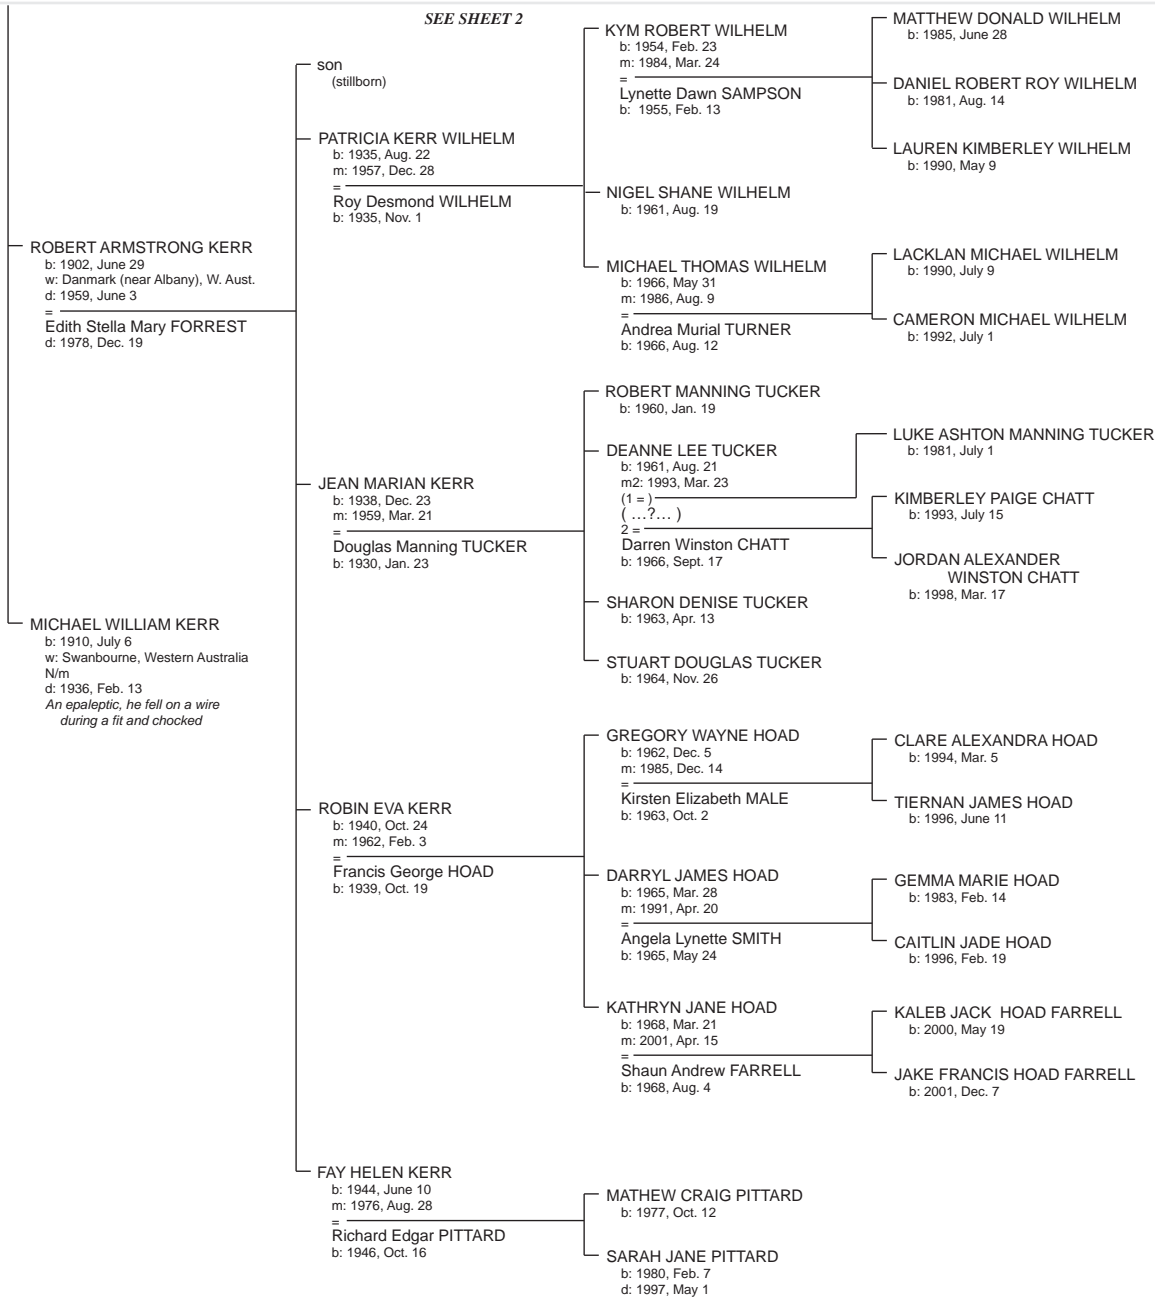 SEE SHEET 2
ROBERT ARMSTRONG KERR
b: 1902, June 29
w: Danmark (near Albany), W. Aust.
d: 1959, June 3
=
Edith Stella Mary FORREST
d: 1978, Dec. 19
MICHAEL WILLIAM KERR
b: 1910, July 6
w: Swanbourne, Western Australia
N/m
d: 1936, Feb. 13
An epaleptic, he fell on a wire
during a fit and chocked
son
(stillborn)
PATRICIA KERR WILHELM
b: 1935, Aug. 22
m: 1957, Dec. 28
=
Roy Desmond WILHELM
b: 1935, Nov. 1
JEAN MARIAN KERR
b: 1938, Dec. 23
m: 1959, Mar. 21
=
Douglas Manning TUCKER
b: 1930, Jan. 23
ROBIN EVA KERR
b: 1940, Oct. 24
m: 1962, Feb. 3
=
Francis George HOAD
b: 1939, Oct. 19
FAY HELEN KERR
b: 1944, June 10
m: 1976, Aug. 28
=
Richard Edgar PITTARD
b: 1946, Oct. 16
KYM ROBERT WILHELM
b: 1954, Feb. 23
m: 1984, Mar. 24
=
Lynette Dawn SAMPSON
b: 1955, Feb. 13
NIGEL SHANE WILHELM
b: 1961, Aug. 19
MICHAEL THOMAS WILHELM
b: 1966, May 31
m: 1986, Aug. 9
=
Andrea Murial TURNER
b: 1966, Aug. 12
ROBERT MANNING TUCKER
b: 1960, Jan. 19
DEANNE LEE TUCKER
b: 1961, Aug. 21
m2: 1993, Mar. 23
(1 = )
( ...?... )
2 =
Darren Winston CHATT
b: 1966, Sept. 17
SHARON DENISE TUCKER
b: 1963, Apr. 13
STUART DOUGLAS TUCKER
b: 1964, Nov. 26
GREGORY WAYNE HOAD
b: 1962, Dec. 5
m: 1985, Dec. 14
=
Kirsten Elizabeth MALE
b: 1963, Oct. 2
DARRYL JAMES HOAD
b: 1965, Mar. 28
m: 1991, Apr. 20
=
Angela Lynette SMITH
b: 1965, May 24
KATHRYN JANE HOAD
b: 1968, Mar. 21
m: 2001, Apr. 15
=
Shaun Andrew FARRELL
b: 1968, Aug. 4
MATHEW CRAIG PITTARD
b: 1977, Oct. 12
SARAH JANE PITTARD
b: 1980, Feb. 7
d: 1997, May 1
MATTHEW DONALD WILHELM
b: 1985, June 28
DANIEL ROBERT ROY WILHELM
b: 1981, Aug. 14
LAUREN KIMBERLEY WILHELM
b: 1990, May 9
LACKLAN MICHAEL WILHELM
b: 1990, July 9
CAMERON MICHAEL WILHELM
b: 1992, July 1
LUKE ASHTON MANNING TUCKER
b: 1981, July 1
KIMBERLEY PAIGE CHATT
b: 1993, July 15
JORDAN ALEXANDER
WINSTON CHATT
b: 1998, Mar. 17
CLARE ALEXANDRA HOAD
b: 1994, Mar. 5
TIERNAN JAMES HOAD
b: 1996, June 11
GEMMA MARIE HOAD
b: 1983, Feb. 14
CAITLIN JADE HOAD
b: 1996, Feb. 19
KALEB JACK HOAD FARRELL
b: 2000, May 19
JAKE FRANCIS HOAD FARRELL
b: 2001, Dec. 7